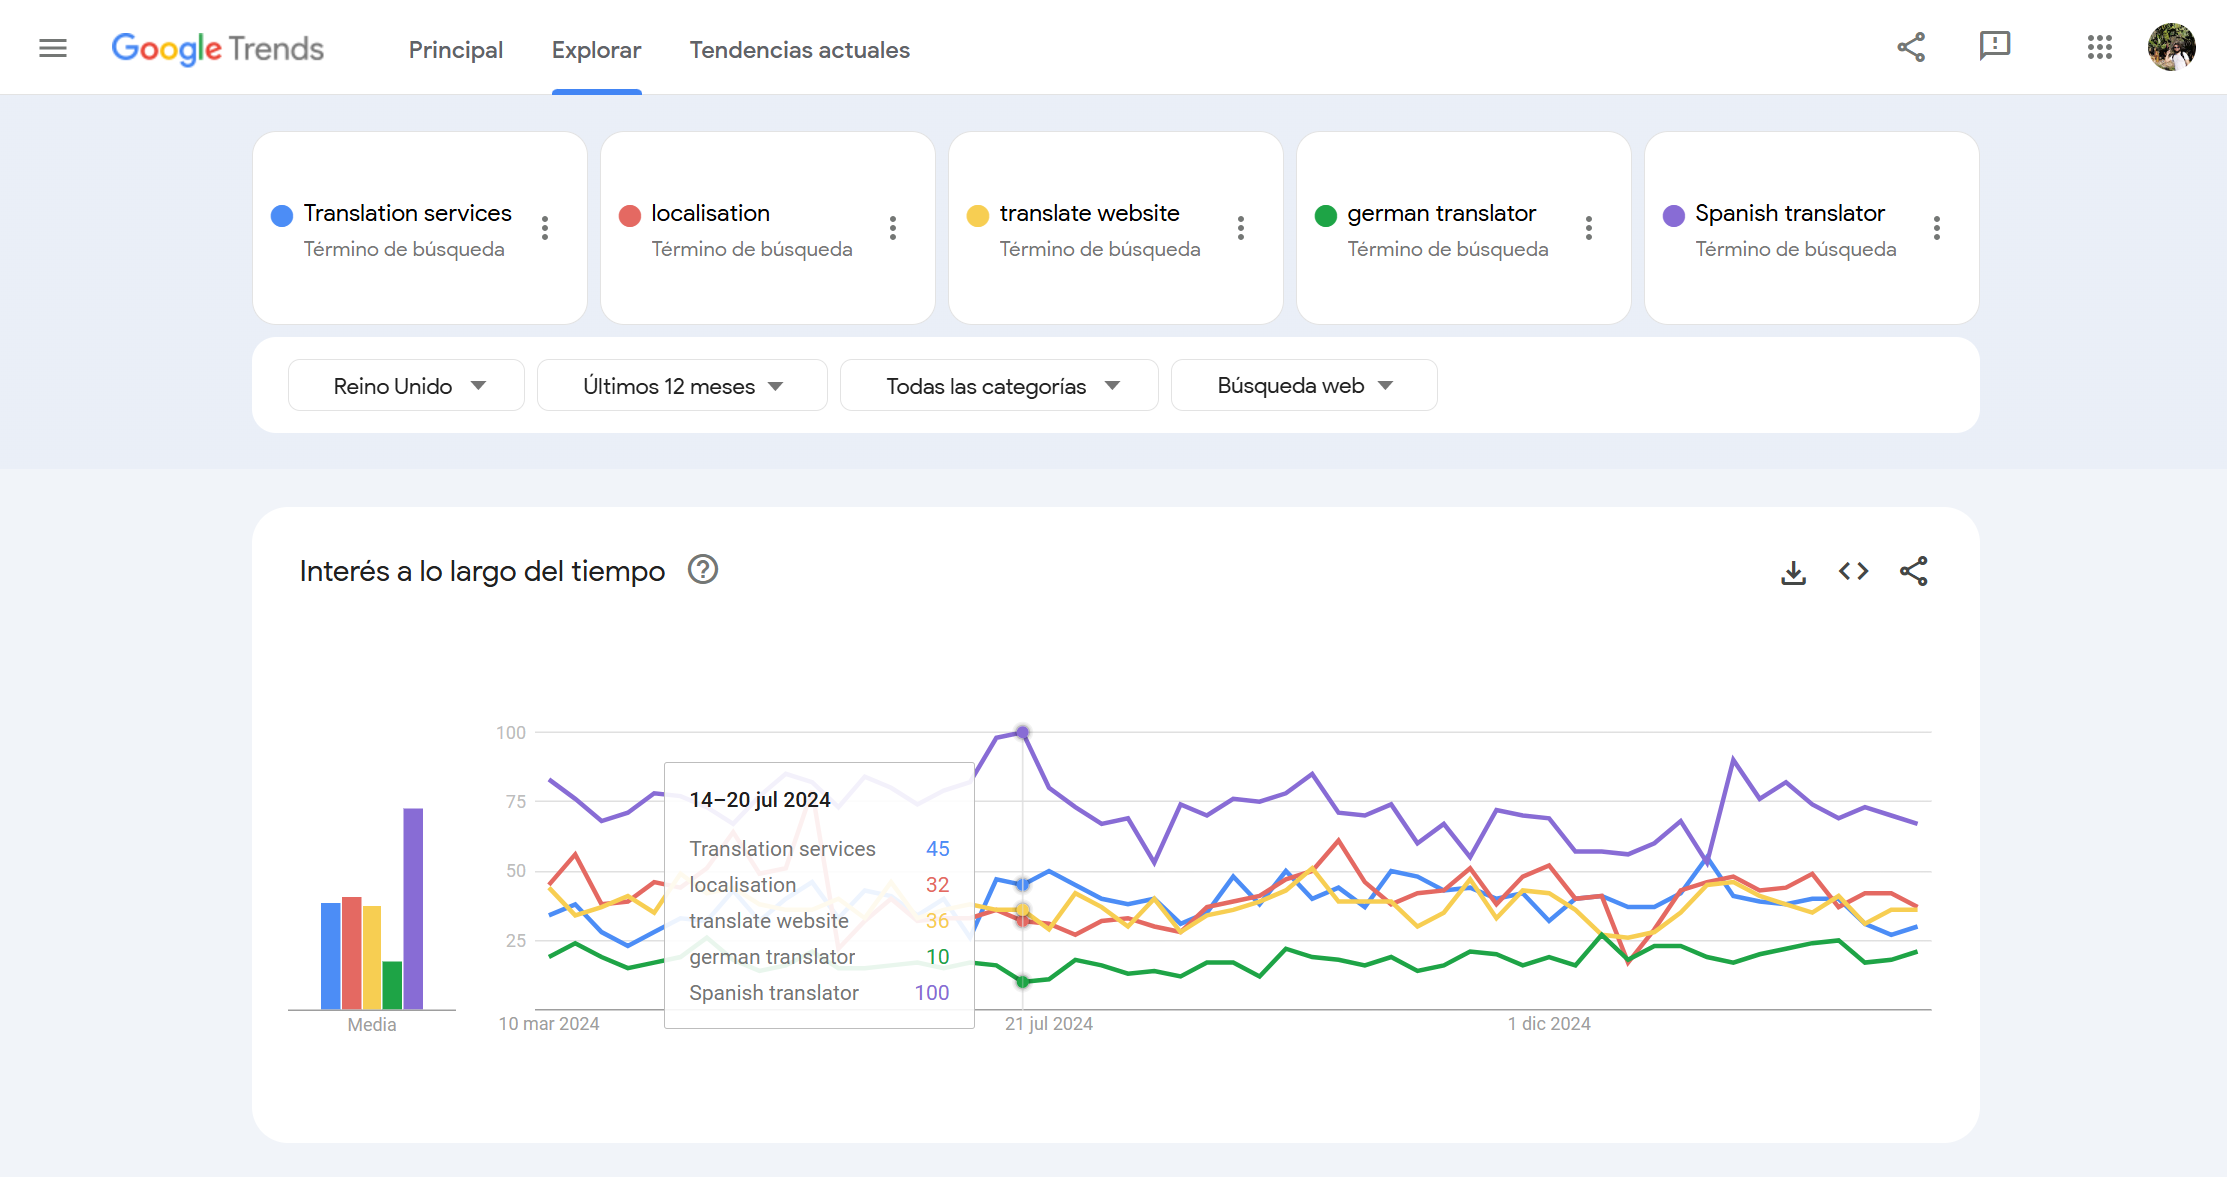 Google Trends
Principal
Explorar
Tendencias actuales
Translation services
Término de búsqueda
localisation
Término de búsqueda
translate website
Término de búsqueda
german translator
Término de búsqueda
Spanish translator
Término de búsqueda
Reino Unido
Últimos 12 meses
Todas las categorías
Búsqueda web
Interés a lo largo del tiempo
100
75
50
25
14–20 jul 2024
Translation services 45
localisation 32
translate website 36
german translator 10
Spanish translator 100
Media
10 mar 2024
21 jul 2024
1 dic 2024